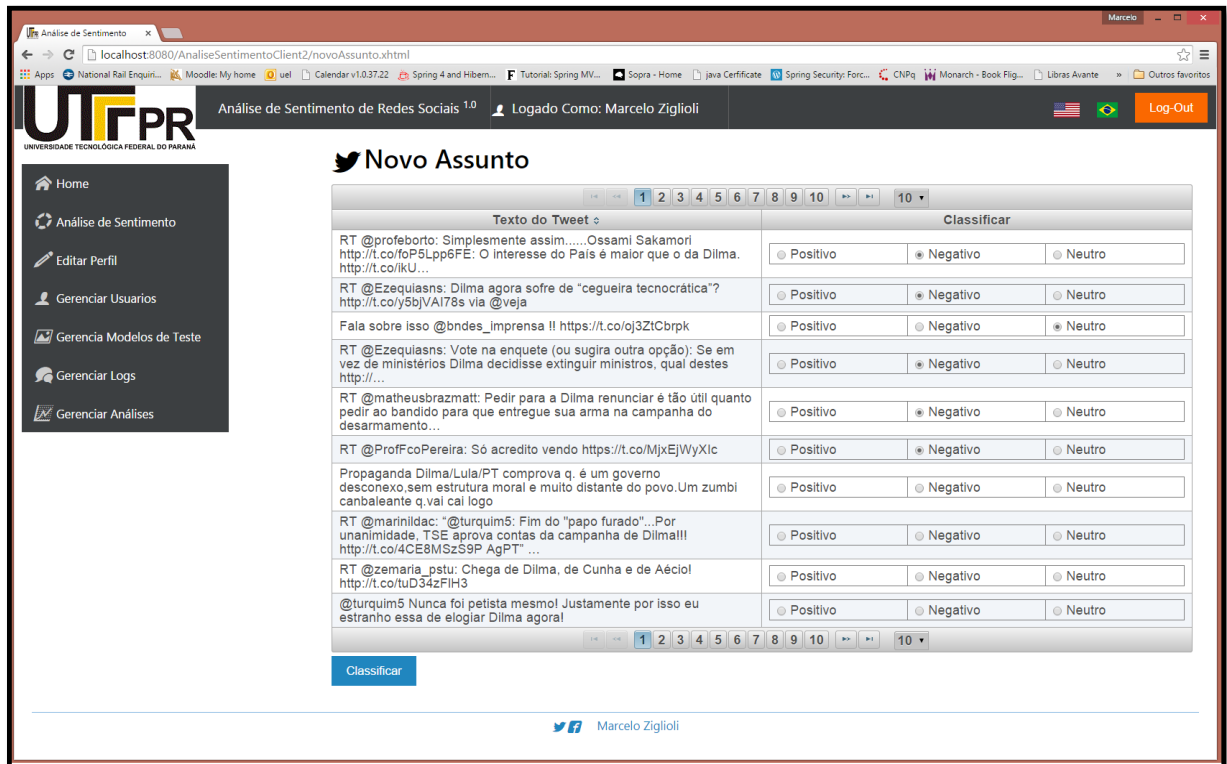 Marcelo
Análise de Sentimento
localhost:8080/AnaliseSentimentoClient2/novoAssunto.xhtml
Apps National Rail Enquiri... Moodle: My home uel Calendar v1.0.37.22 Spring 4 and Hibern... Tutorial: Spring MV... Sopra - Home java Cerfificate Spring Security: Forc... CNPq Monarch - Book Flig... Libras Avante » Outros favoritos
UTFPR
UNIVERSIDADE TECNOLÓGICA FEDERAL DO PARANÁ
Análise de Sentimento de Redes Sociais 1.0 Logado Como: Marcelo Ziglioli Log-Out
Home
Análise de Sentimento
Editar Perfil
Gerenciar Usuarios
Gerencia Modelos de Teste
Gerenciar Logs
Gerenciar Análises
Novo Assunto
1 2 3 4 5 6 7 8 9 10 10
Texto do Tweet Classificar
RT @profeborto: Simplesmente assim......Ossami Sakamori
http://t.co/foP5Lpp6FE: O interesse do País é maior que o da Dilma.
http://t.co/ikU...
Positivo Negativo Neutro
RT @Ezequiasns: Dilma agora sofre de “cegueira tecnocrática”?
http://t.co/y5bjVAI78s via @veja
Positivo Negativo Neutro
Fala sobre isso @bndes_imprensa !! https://t.co/oj3ZtCbrpk
Positivo Negativo Neutro
RT @Ezequiasns: Vote na enquete (ou sugira outra opção): Se em
vez de ministérios Dilma decidisse extinguir ministros, qual destes
http://...
Positivo Negativo Neutro
RT @matheusbrazmatt: Pedir para a Dilma renunciar é tão útil quanto
pedir ao bandido para que entregue sua arma na campanha do
desarmamento...
Positivo Negativo Neutro
RT @ProfFcoPereira: Só acredito vendo https://t.co/MjxEjWyXIc
Positivo Negativo Neutro
Propaganda Dilma/Lula/PT comprova q. é um governo
desconexo,sem estrutura moral e muito distante do povo.Um zumbi
canbaleante q.vai cai logo
Positivo Negativo Neutro
RT @marinildac: “@turquim5: Fim do "papo furado"...Por
unanimidade, TSE aprova contas da campanha de Dilma!!!
http://t.co/4CE8MSzS9P AgPT” ...
Positivo Negativo Neutro
RT @zemaria_pstu: Chega de Dilma, de Cunha e de Aécio!
http://t.co/tuD34zFlH3
Positivo Negativo Neutro
@turquim5 Nunca foi petista mesmo! Justamente por isso eu
estranho essa de elogiar Dilma agora!
Positivo Negativo Neutro
1 2 3 4 5 6 7 8 9 10 10
Classificar
Marcelo Ziglioli